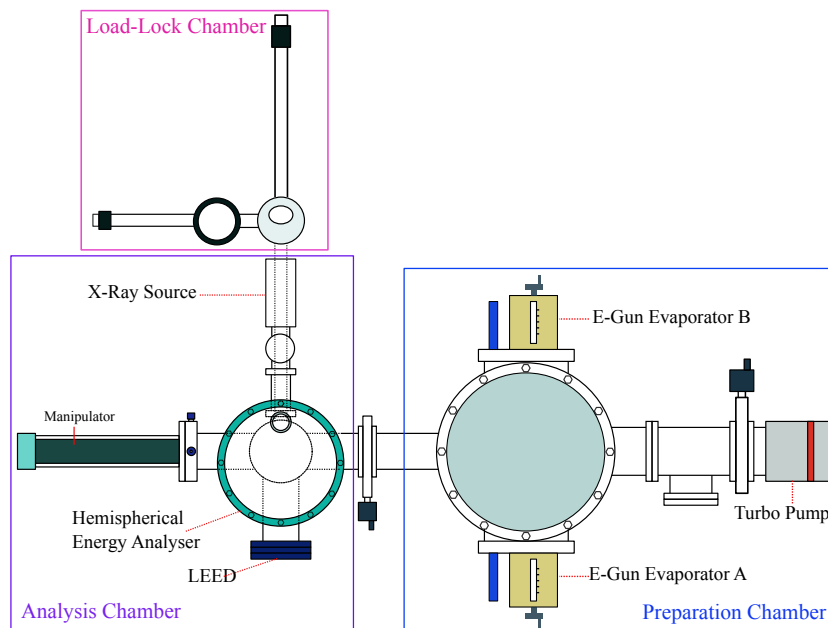 Load-Lock Chamber
X-Ray Source
E-Gun Evaporator B
Manipulator
Hemispherical
Energy Analyser
LEED
Turbo Pump
E-Gun Evaporator A
Analysis Chamber
Preparation Chamber